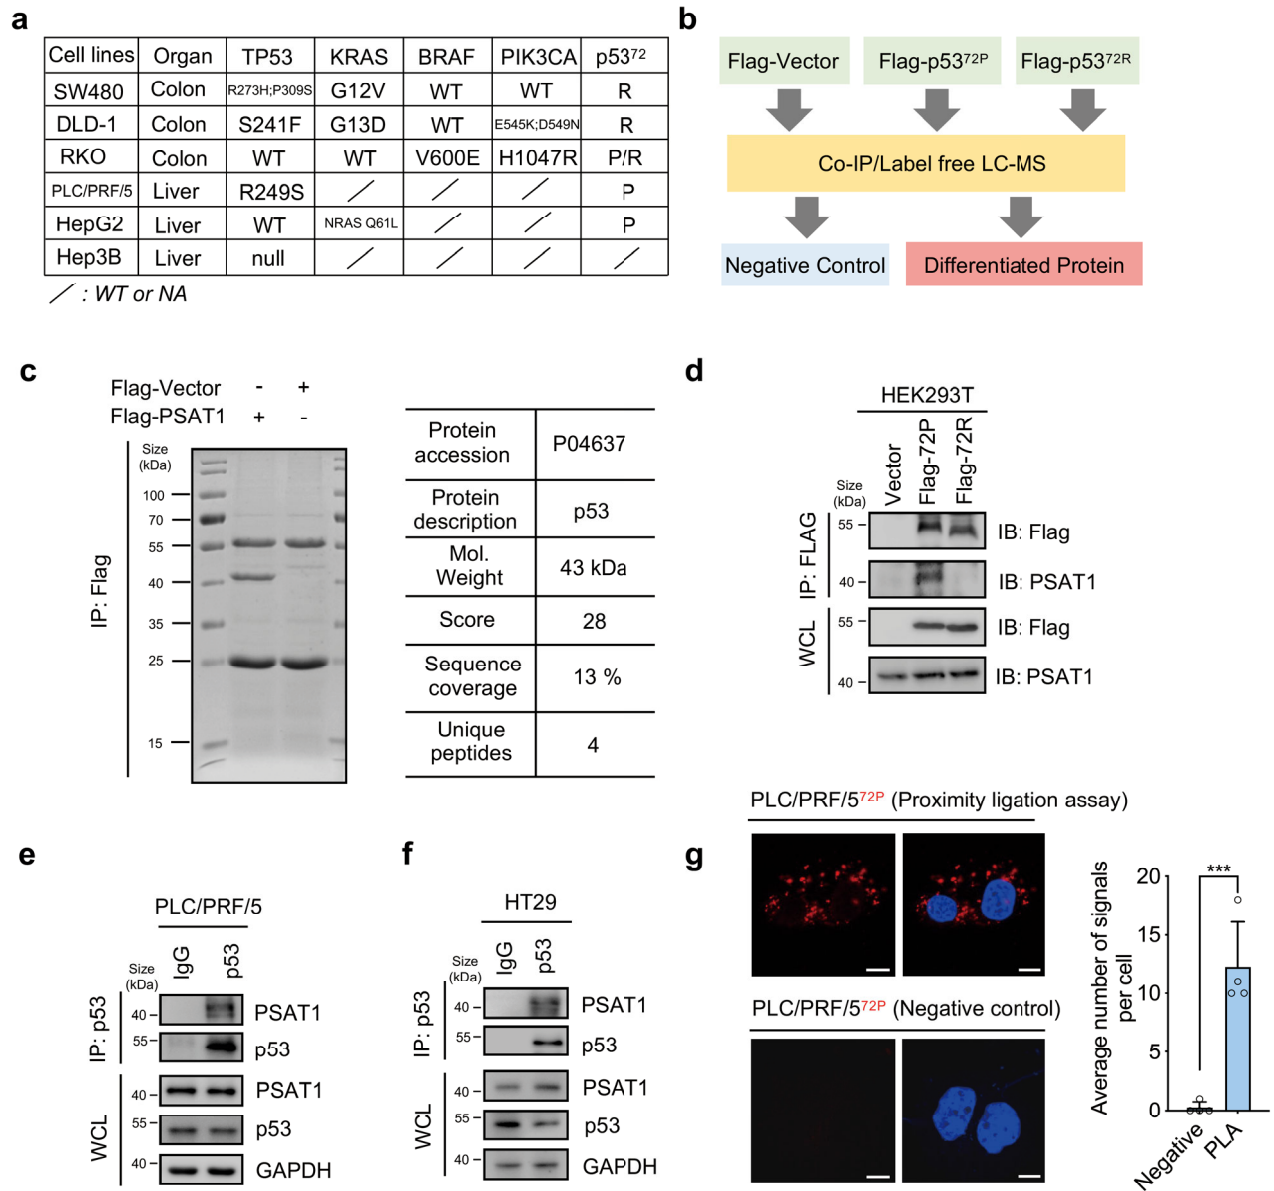 a
Cell lines Organ TP53 KRAS BRAF PIK3CA p53⁷²
SW480 Colon R273H;P309S G12V WT WT R
DLD-1 Colon S241F G13D WT E545K;D549N R
RKO Colon WT WT V600E H1047R P/R
PLC/PRF/5 Liver R249S / / / P
HepG2 Liver WT NRAS Q61L / / P
Hep3B Liver null / / / /
/ : WT or NA
b
Flag-Vector Flag-p53⁷²ᴾ Flag-p53⁷²ᴿ
Co-IP/Label free LC-MS
Negative Control Differentiated Protein
c
Flag-Vector - +
Flag-PSAT1 + -
IP: Flag
Size
(kDa)
100
70
55
40
35
25
15
Protein accession P04637
Protein description p53
Mol. Weight 43 kDa
Score 28
Sequence coverage 13 %
Unique peptides 4
d
HEK293T
Size
(kDa)
Vector
Flag-72P
Flag-72R
IP: FLAG
55 IB: Flag
40 IB: PSAT1
WCL
55 IB: Flag
40 IB: PSAT1
e
PLC/PRF/5
Size
(kDa)
IgG
p53
IP: p53
40 PSAT1
55 p53
WCL
40 PSAT1
55 p53
40 GAPDH
f
HT29
Size
(kDa)
IgG
p53
IP: p53
40 PSAT1
55 p53
WCL
40 PSAT1
55 p53
40 GAPDH
g
PLC/PRF/5⁷²ᴾ (Proximity ligation assay)
PLC/PRF/5⁷²ᴾ (Negative control)
Average number of signals
per cell
20
15
10
5
0
***
Negative
PLA